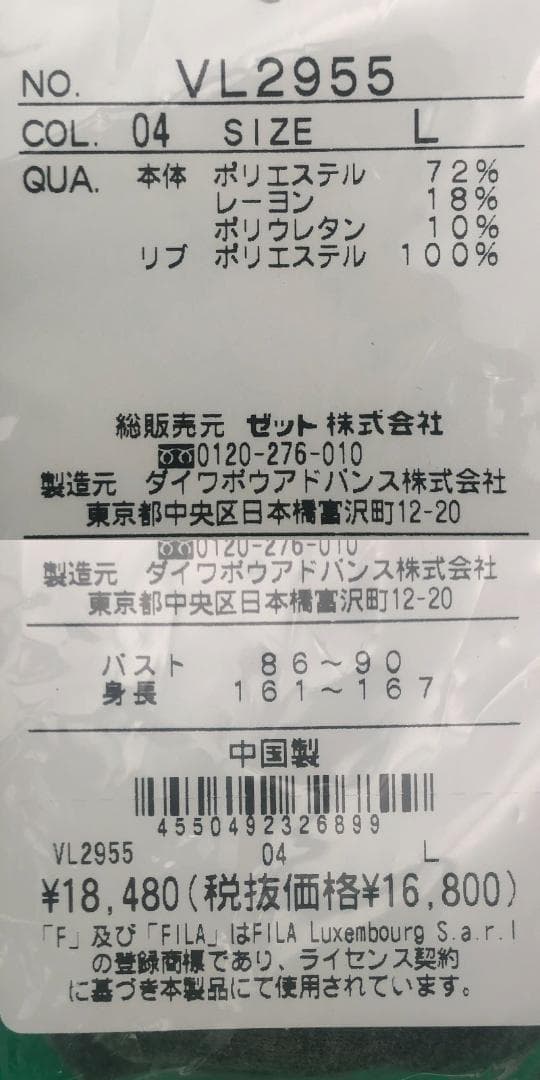 NO. VL2955
COL. 04 SIZE L
QUA. 本体 ポリエステル 72%
レーヨン 18%
ポリウレタン 10%
リブ ポリエステル 100%
総販売元 ゼット株式会社
0120-276-010
製造元 ダイワボウアドバンス株式会社
東京都中央区日本橋富沢町12-20
0120-276-010
製造元 ダイワボウアドバンス株式会社
東京都中央区日本橋富沢町12-20
バスト 86~90
身長 161~167
中国製
4550492326899
VL2955 04 L
¥18,480(税抜価格¥16,800)
「F」及び「FILA」はFILA Luxembourg S.a.r.l
の登録商標であり、ライセンス契約
に基づき本製品にて使用されています。